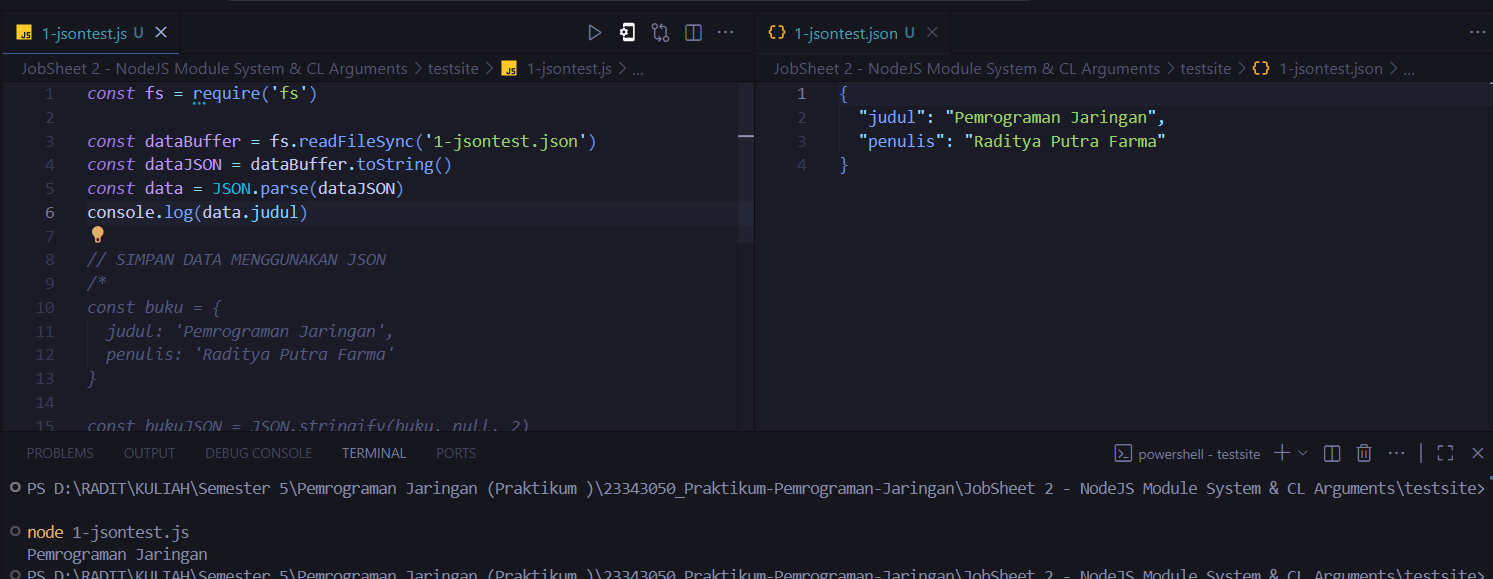 JS 1-jsontest.js U
{} 1-jsontest.json U
JobSheet 2 - NodeJS Module System & CL Arguments > testsite > JS 1-jsontest.js > ...
1 const fs = require('fs')
2
3 const dataBuffer = fs.readFileSync('1-jsontest.json')
4 const dataJSON = dataBuffer.toString()
5 const data = JSON.parse(dataJSON)
6 console.log(data.judul)
7
8 // SIMPAN DATA MENGGUNAKAN JSON
9 /*
10 const buku = {
11 judul: 'Pemrograman Jaringan',
12 penulis: 'Raditya Putra Farma'
13 }
14
15 const bukuJSON = JSON.stringify(buku, null, 2)
JobSheet 2 - NodeJS Module System & CL Arguments > testsite > {} 1-jsontest.json > ...
1 {
2 "judul": "Pemrograman Jaringan",
3 "penulis": "Raditya Putra Farma"
4 }
PROBLEMS OUTPUT DEBUG CONSOLE TERMINAL PORTS
powershell - testsite
PS D:\RADIT\KULIAH\Semester 5\Pemrograman Jaringan (Praktikum )\23343050_Praktikum-Pemrograman-Jaringan\JobSheet 2 - NodeJS Module System & CL Arguments\testsite>
node 1-jsontest.js
Pemrograman Jaringan
PS D:\RADIT\KULIAH\Semester 5\Pemrograman Jaringan (Praktikum )\23343050_Praktikum-Pemrograman-Jaringan\JobSheet 2 - NodeJS Module System & CL Arguments\testsite>